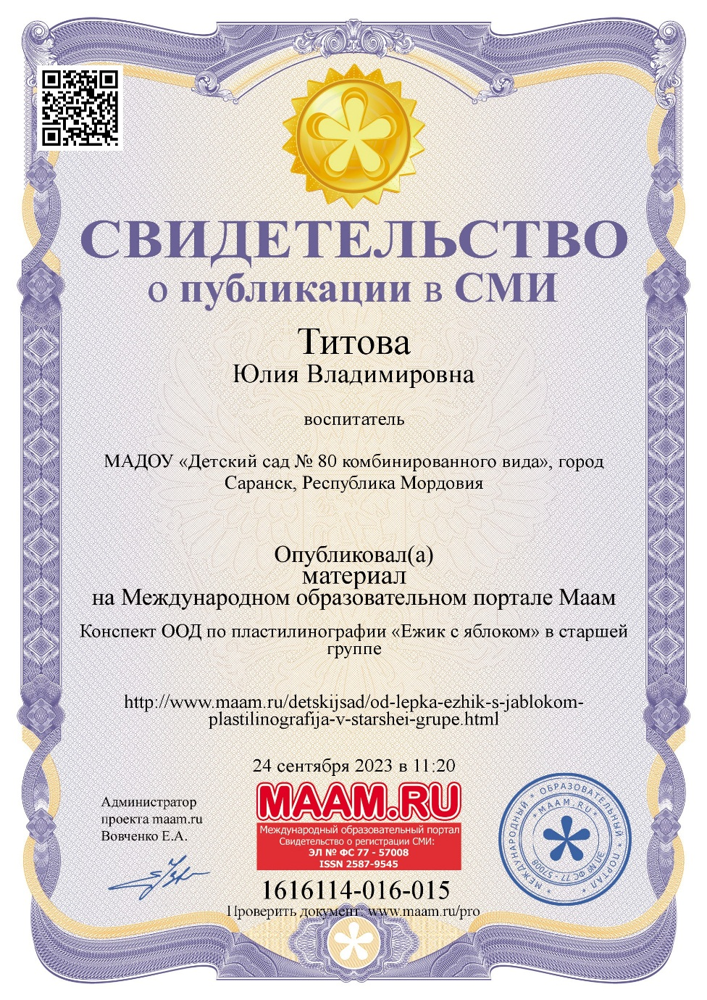 СВИДЕТЕЛЬСТВО
о публикации в СМИ
Титова
Юлия Владимировна
воспитатель
МАДОУ «Детский сад № 80 комбинированного вида», город
Саранск, Республика Мордовия
Опубликовал(а)
материал
на Международном образовательном портале Маам
Конспект ООД по пластилинографии «Ежик с яблоком» в старшей
группе
http://www.maam.ru/detskijsad/od-lepka-ezhik-s-jablokom-
plastilinografija-v-starshei-grupe.html
24 сентября 2023 в 11:20
Администратор
проекта maam.ru
Вовченко Е.А.
MAAM.RU
Международный образовательный портал
Свидетельство о регистрации СМИ:
ЭЛ № ФС 77 - 57008
ISSN 2587-9545
1616114-016-015
Проверить документ: www.maam.ru/pro
* МЕЖДУНАРОДНЫЙ * ОБРАЗОВАТЕЛЬНЫЙ * ПОРТАЛ *
* MAAM.RU *
ЭЛ № ФС 77 - 57008